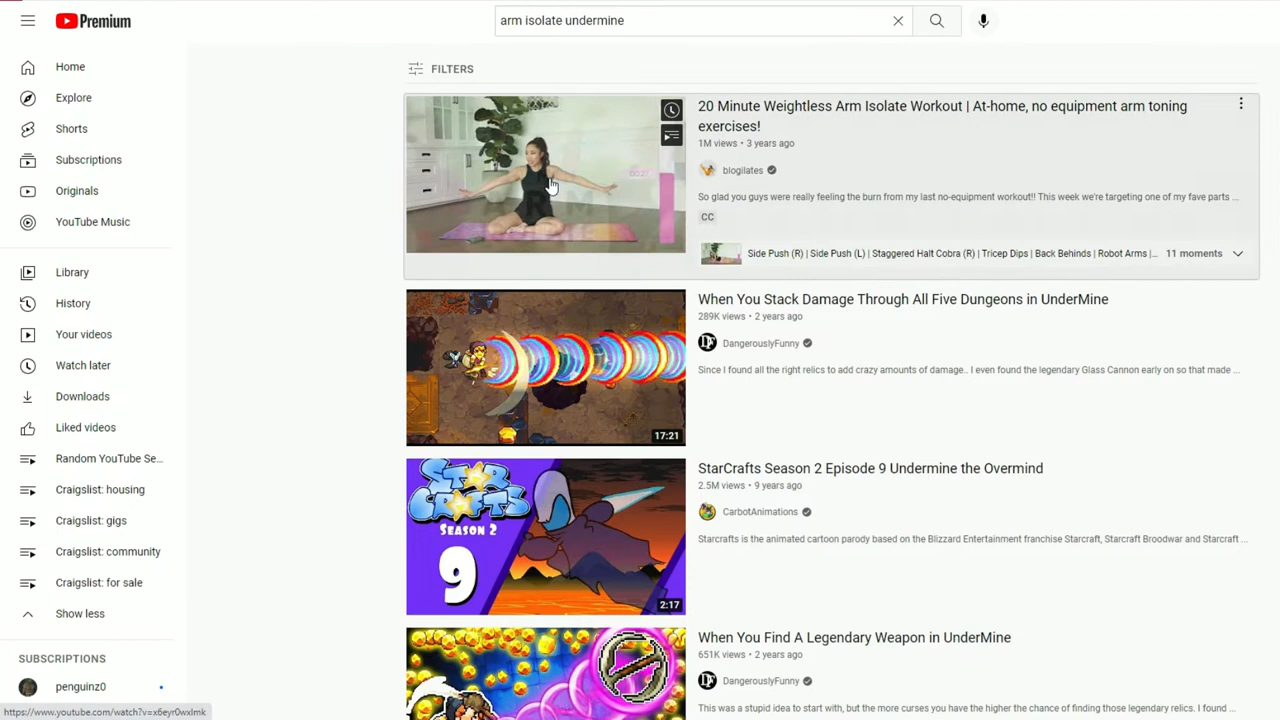 Premium
arm isolate undermine
Home
Explore
Shorts
Subscriptions
Originals
YouTube Music
Library
History
Your videos
Watch later
Downloads
Liked videos
Random YouTube Se...
Craigslist: housing
Craigslist: gigs
Craigslist: community
Craigslist: for sale
Show less
SUBSCRIPTIONS
penguinz0
https://www.youtube.com/watch?v=x6eyr0wxlmk
FILTERS
20 Minute Weightless Arm Isolate Workout | At-home, no equipment arm toning
exercises!
1M views • 3 years ago
blogilates
So glad you guys were really feeling the burn from my last no-equipment workout!! This week we're targeting one of my fave parts ...
CC
Side Push (R) | Side Push (L) | Staggered Halt Cobra (R) | Tricep Dips | Back Behinds | Robot Arms |... 11 moments
When You Stack Damage Through All Five Dungeons in UnderMine
289K views • 2 years ago
DangerouslyFunny
Since I found all the right relics to add crazy amounts of damage.. I even found the legendary Glass Cannon early on so that made ...
17:21
StarCrafts Season 2 Episode 9 Undermine the Overmind
2.5M views • 9 years ago
CarbotAnimations
Starcrafts is the animated cartoon parody based on the Blizzard Entertainment franchise Starcraft, Starcraft Broodwar and Starcraft ...
STAR
CRAFTS
SEASON 2
9
2:17
When You Find A Legendary Weapon in UnderMine
651K views • 2 years ago
DangerouslyFunny
This was a stupid idea to start with, but the more curses you have the higher the chance of finding those legendary relics. I found ...